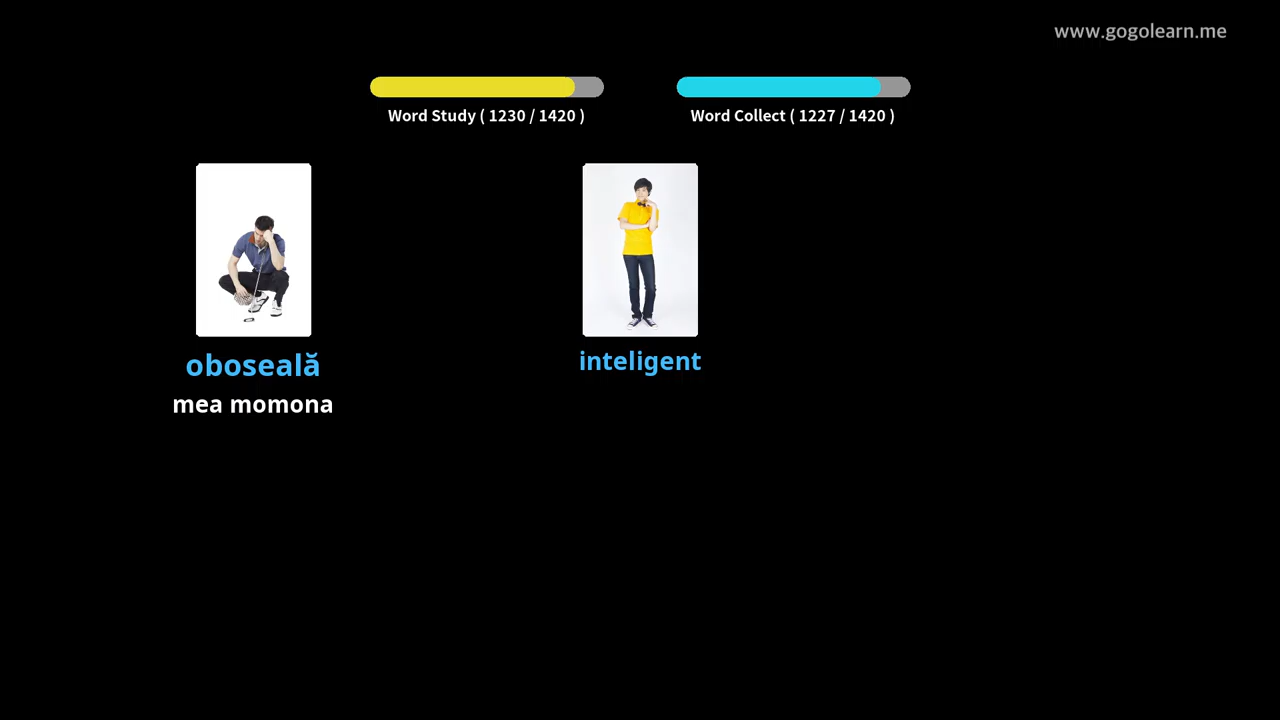 www.gogolearn.me
Word Study ( 1230 / 1420 )
Word Collect ( 1227 / 1420 )
oboseală
mea momona
inteligent